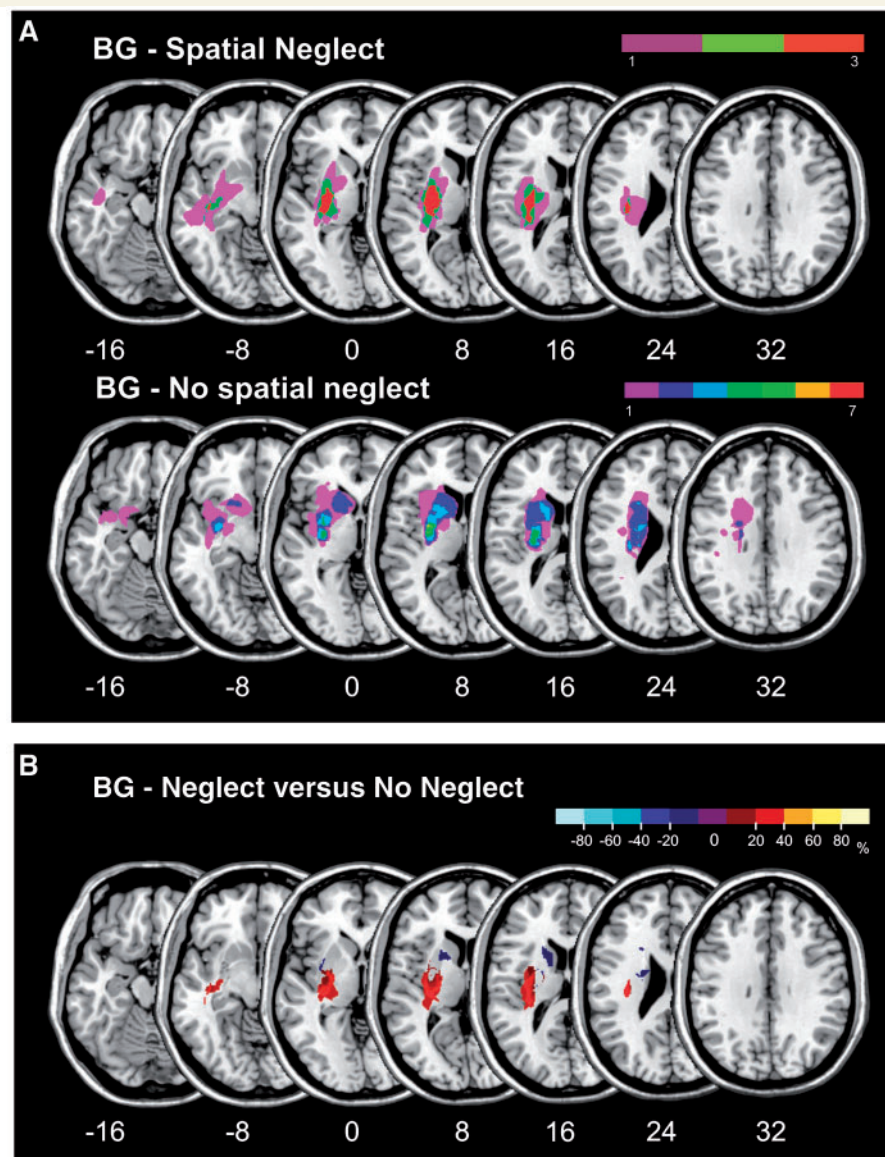 A
BG - Spatial Neglect
1 3
-16 -8 0 8 16 24 32
BG - No spatial neglect
1 7
-16 -8 0 8 16 24 32
B
BG - Neglect versus No Neglect
-80 -60 -40 -20 0 20 40 60 80 %
-16 -8 0 8 16 24 32